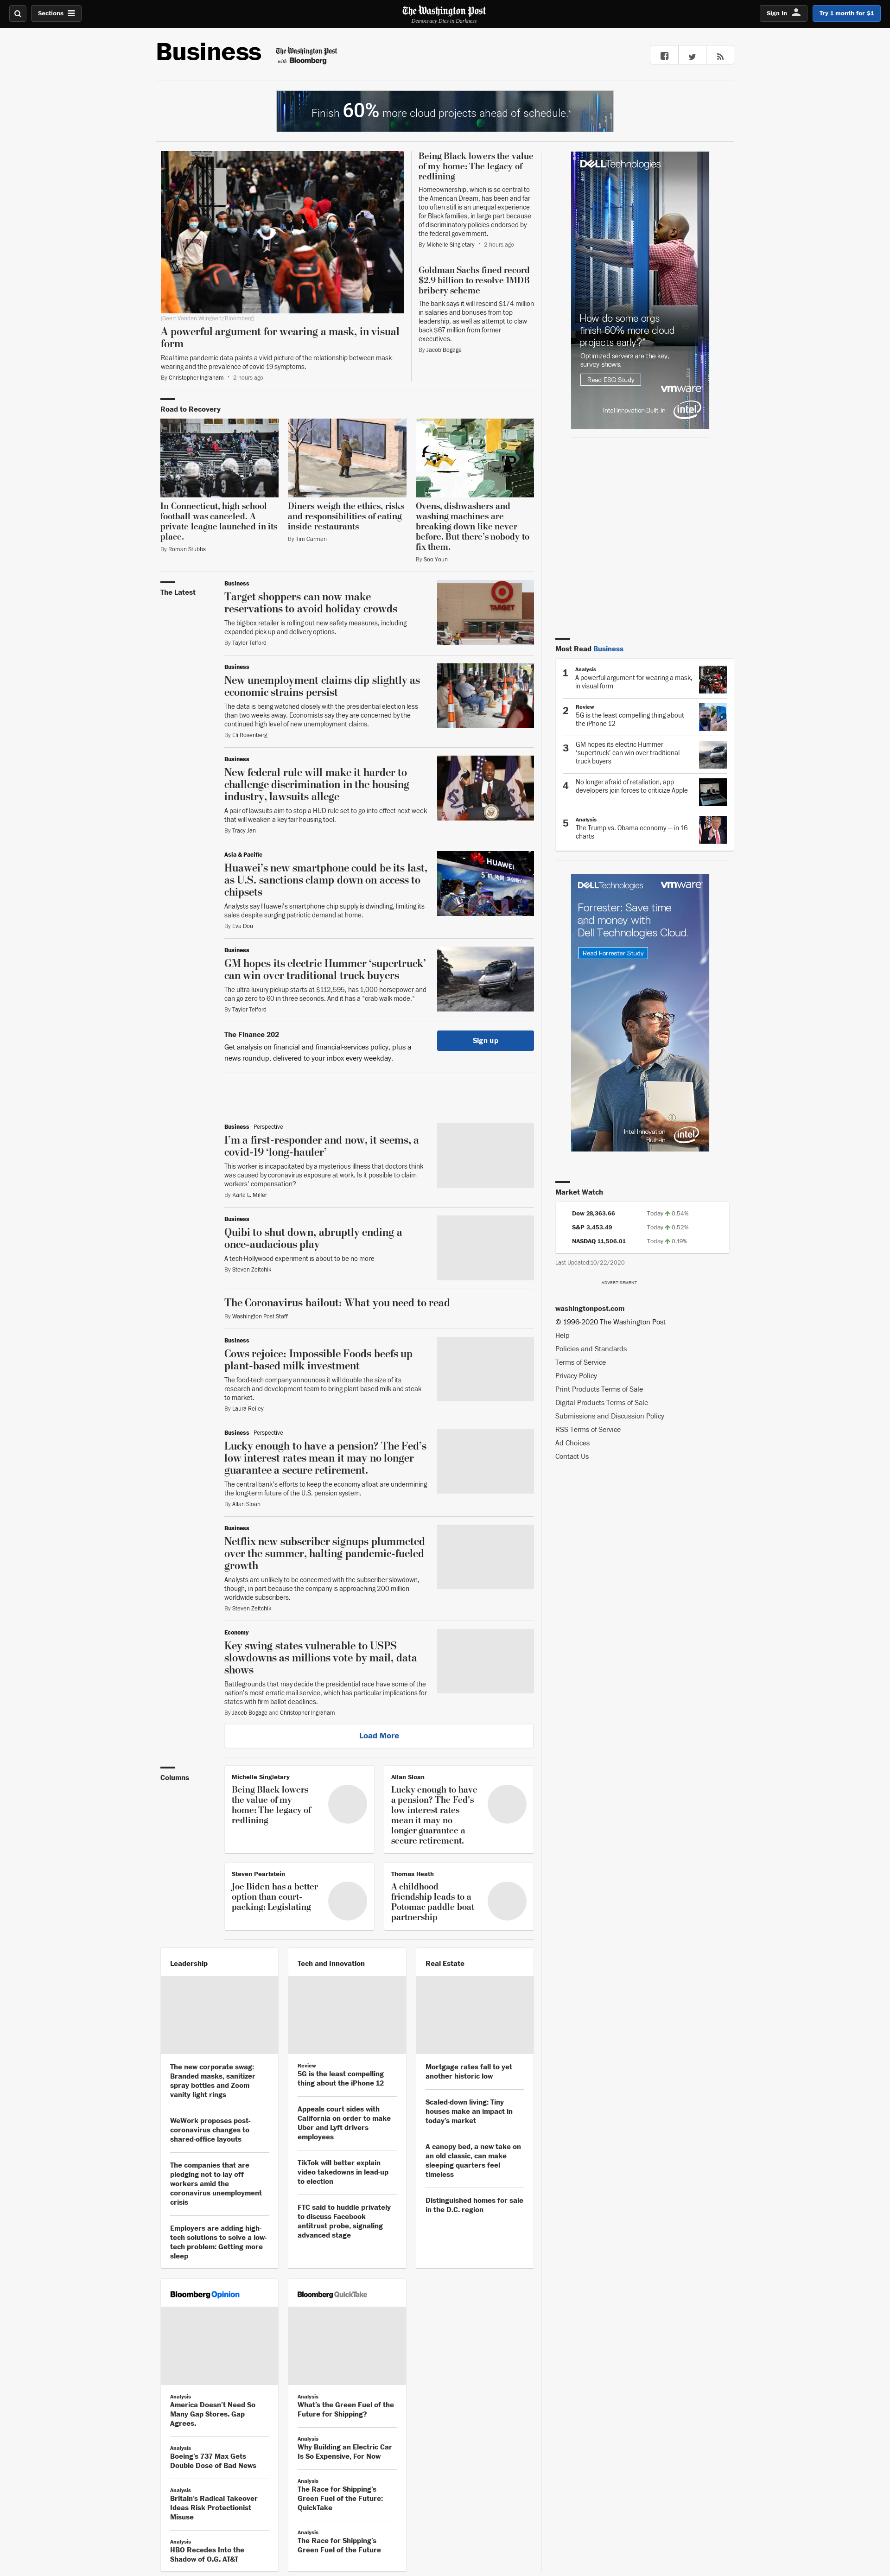 Sections
The Washington Post
Democracy Dies in Darkness
Sign In
Try 1 month for $1
Business
The Washington Post
with Bloomberg
Finish 60% more cloud projects ahead of schedule.*
(Geert Vanden Wijngaert/Bloomberg)
A powerful argument for wearing a mask, in visual
form
Real-time pandemic data paints a vivid picture of the relationship between mask-
wearing and the prevalence of covid-19 symptoms.
By Christopher Ingraham • 2 hours ago
Being Black lowers the value
of my home: The legacy of
redlining
Homeownership, which is so central to
the American Dream, has been and far
too often still is an unequal experience
for Black families, in large part because
of discriminatory policies endorsed by
the federal government.
By Michelle Singletary • 2 hours ago
Goldman Sachs fined record
$2.9 billion to resolve 1MDB
bribery scheme
The bank says it will rescind $174 million
in salaries and bonuses from top
leadership, as well as attempt to claw
back $67 million from former
executives.
By Jacob Bogage
DELLTechnologies
How do some orgs
finish 60% more cloud
projects early?*
Optimized servers are the key,
survey shows.
Read ESG Study
vmware
Intel Innovation Built-in
intel
Road to Recovery
In Connecticut, high school
football was canceled. A
private league launched in its
place.
By Roman Stubbs
Diners weigh the ethics, risks
and responsibilities of eating
inside restaurants
By Tim Carman
Ovens, dishwashers and
washing machines are
breaking down like never
before. But there's nobody to
fix them.
By Soo Youn
The Latest
Business
Target shoppers can now make
reservations to avoid holiday crowds
The big-box retailer is rolling out new safety measures, including
expanded pick-up and delivery options.
By Taylor Telford
TARGET
Business
New unemployment claims dip slightly as
economic strains persist
The data is being watched closely with the presidential election less
than two weeks away. Economists say they are concerned by the
continued high level of new unemployment claims.
By Eli Rosenberg
Business
New federal rule will make it harder to
challenge discrimination in the housing
industry, lawsuits allege
A pair of lawsuits aim to stop a HUD rule set to go into effect next week
that will weaken a key fair housing tool.
By Tracy Jan
Asia & Pacific
Huawei's new smartphone could be its last,
as U.S. sanctions clamp down on access to
chipsets
Analysts say Huawei's smartphone chip supply is dwindling, limiting its
sales despite surging patriotic demand at home.
By Eva Dou
HUAWEI
Business
GM hopes its electric Hummer 'supertruck'
can win over traditional truck buyers
The ultra-luxury pickup starts at $112,595, has 1,000 horsepower and
can go zero to 60 in three seconds. And it has a "crab walk mode."
By Taylor Telford
The Finance 202
Get analysis on financial and financial-services policy, plus a
news roundup, delivered to your inbox every weekday.
Sign up
Business Perspective
I'm a first-responder and now, it seems, a
covid-19 'long-hauler'
This worker is incapacitated by a mysterious illness that doctors think
was caused by coronavirus exposure at work. Is it possible to claim
workers' compensation?
By Karla L. Miller
Business
Quibi to shut down, abruptly ending a
once-audacious play
A tech-Hollywood experiment is about to be no more
By Steven Zeitchik
The Coronavirus bailout: What you need to read
By Washington Post Staff
Business
Cows rejoice: Impossible Foods beefs up
plant-based milk investment
The food-tech company announces it will double the size of its
research and development team to bring plant-based milk and steak
to market.
By Laura Reiley
Business Perspective
Lucky enough to have a pension? The Fed's
low interest rates mean it may no longer
guarantee a secure retirement.
The central bank's efforts to keep the economy afloat are undermining
the long-term future of the U.S. pension system.
By Allan Sloan
Business
Netflix new subscriber signups plummeted
over the summer, halting pandemic-fueled
growth
Analysts are unlikely to be concerned with the subscriber slowdown,
though, in part because the company is approaching 200 million
worldwide subscribers.
By Steven Zeitchik
Economy
Key swing states vulnerable to USPS
slowdowns as millions vote by mail, data
shows
Battlegrounds that may decide the presidential race have some of the
nation's most erratic mail service, which has particular implications for
states with firm ballot deadlines.
By Jacob Bogage and Christopher Ingraham
Load More
Most Read Business
1
Analysis
A powerful argument for wearing a mask,
in visual form
2
Review
5G is the least compelling thing about
the iPhone 12
3
GM hopes its electric Hummer
'supertruck' can win over traditional
truck buyers
4
No longer afraid of retaliation, app
developers join forces to criticize Apple
5
Analysis
The Trump vs. Obama economy — in 16
charts
DELLTechnologies
vmware
Forrester: Save time
and money with
Dell Technologies Cloud.
Read Forrester Study
Intel Innovation
Built-in
intel
Market Watch
Dow 28,363.66 Today 0.54%
S&P 3,453.49 Today 0.52%
NASDAQ 11,506.01 Today 0.19%
Last Updated:10/22/2020
ADVERTISEMENT
washingtonpost.com
© 1996-2020 The Washington Post
Help
Policies and Standards
Terms of Service
Privacy Policy
Print Products Terms of Sale
Digital Products Terms of Sale
Submissions and Discussion Policy
RSS Terms of Service
Ad Choices
Contact Us
Columns
Michelle Singletary
Being Black lowers
the value of my
home: The legacy of
redlining
Allan Sloan
Lucky enough to have
a pension? The Fed's
low interest rates
mean it may no
longer guarantee a
secure retirement.
Steven Pearlstein
Joe Biden has a better
option than court-
packing: Legislating
Thomas Heath
A childhood
friendship leads to a
Potomac paddle boat
partnership
Leadership
The new corporate swag:
Branded masks, sanitizer
spray bottles and Zoom
vanity light rings
WeWork proposes post-
coronavirus changes to
shared-office layouts
The companies that are
pledging not to lay off
workers amid the
coronavirus unemployment
crisis
Employers are adding high-
tech solutions to solve a low-
tech problem: Getting more
sleep
Tech and Innovation
Review
5G is the least compelling
thing about the iPhone 12
Appeals court sides with
California on order to make
Uber and Lyft drivers
employees
TikTok will better explain
video takedowns in lead-up
to election
FTC said to huddle privately
to discuss Facebook
antitrust probe, signaling
advanced stage
Real Estate
Mortgage rates fall to yet
another historic low
Scaled-down living: Tiny
houses make an impact in
today's market
A canopy bed, a new take on
an old classic, can make
sleeping quarters feel
timeless
Distinguished homes for sale
in the D.C. region
Bloomberg Opinion
Analysis
America Doesn't Need So
Many Gap Stores. Gap
Agrees.
Analysis
Boeing's 737 Max Gets
Double Dose of Bad News
Analysis
Britain's Radical Takeover
Ideas Risk Protectionist
Misuse
Analysis
HBO Recedes Into the
Shadow of O.G. AT&T
Bloomberg QuickTake
Analysis
What's the Green Fuel of the
Future for Shipping?
Analysis
Why Building an Electric Car
Is So Expensive, For Now
Analysis
The Race for Shipping's
Green Fuel of the Future:
QuickTake
Analysis
The Race for Shipping's
Green Fuel of the Future